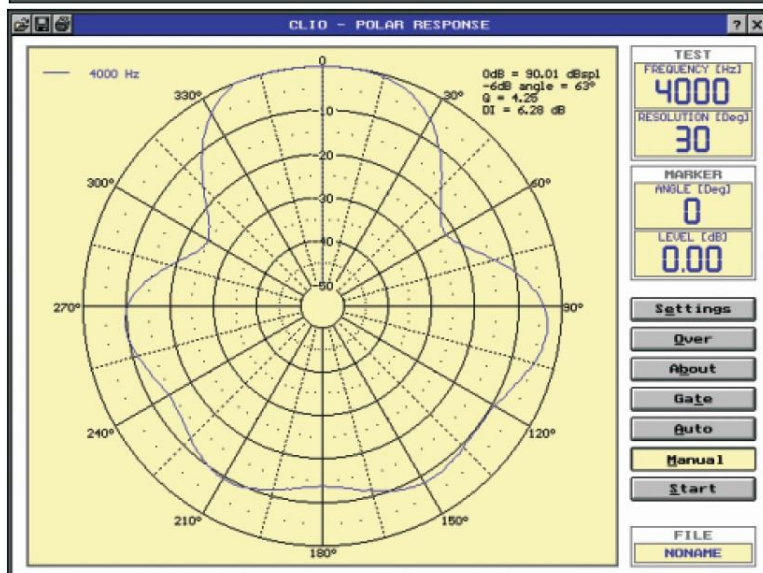 CLIO - POLAR RESPONSE
? X
4000 Hz
0dB = 90.01 dBspl
-6dB angle = 63°
Q = 4.25
DI = 6.28 dB
0
330°
30°
-10
-20
300°
60°
-30
-40
-50
270°
90°
240°
120°
210°
150°
180°
TEST
FREQUENCY [Hz]
4000
RESOLUTION [Deg]
30
MARKER
ANGLE [Deg]
0
LEVEL [dB]
0.00
Settings
Over
About
Gate
Auto
Manual
Start
FILE
NONAME